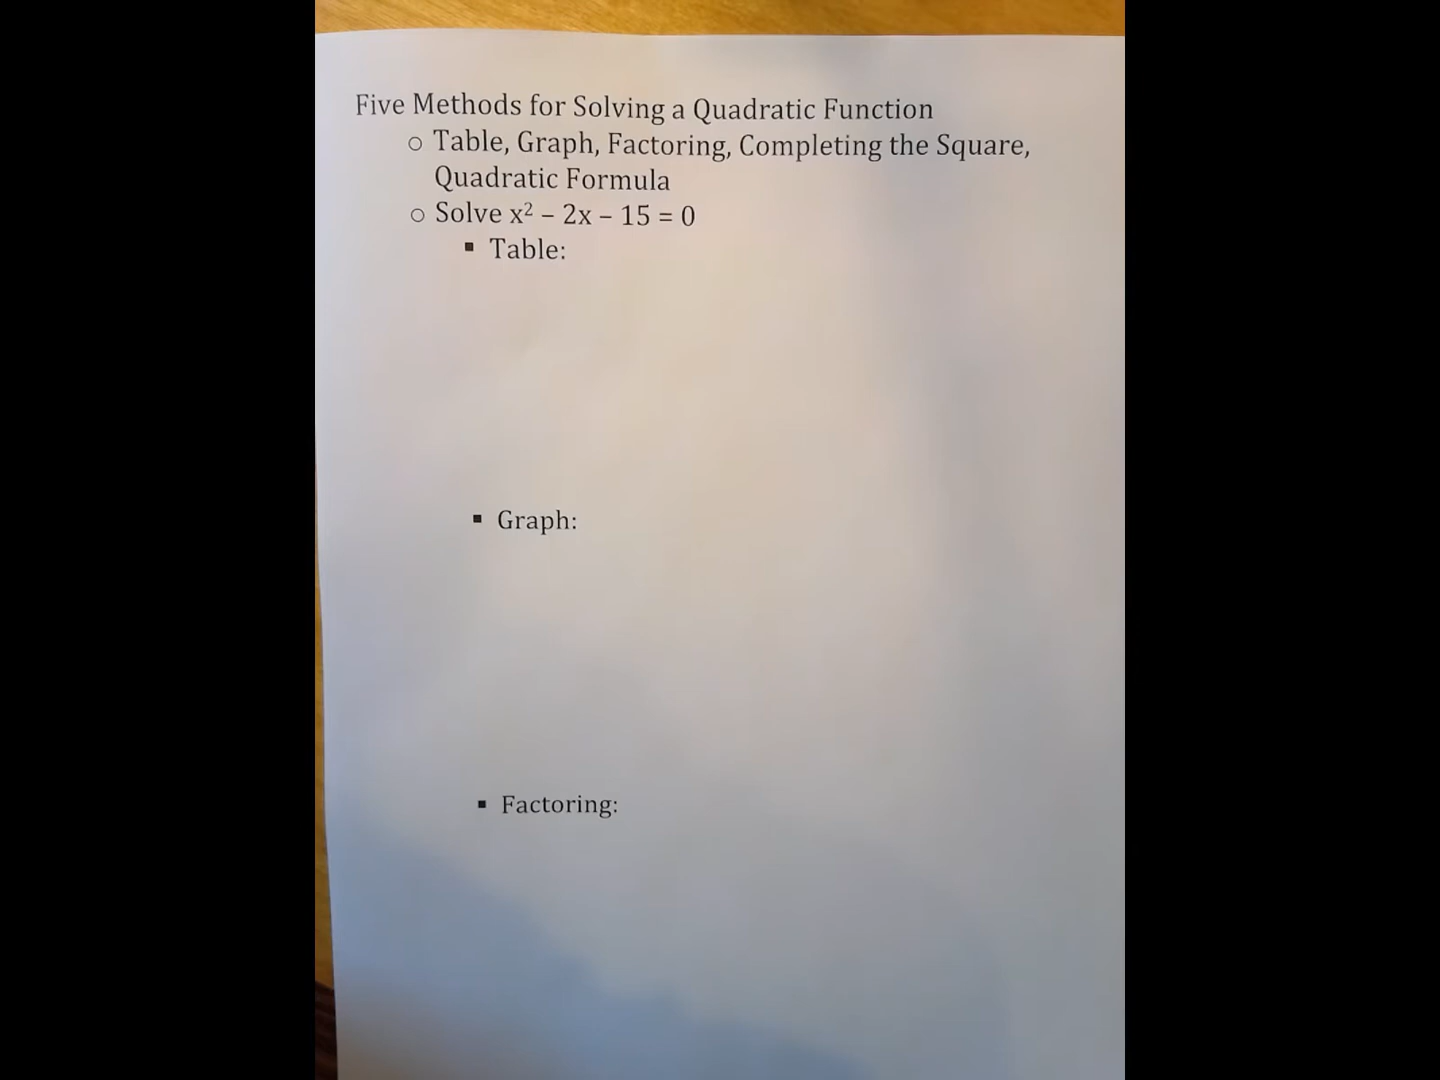 Five Methods for Solving a Quadratic Function
○ Table, Graph, Factoring, Completing the Square,
Quadratic Formula
○ Solve x² – 2x – 15 = 0
▪ Table:
▪ Graph:
▪ Factoring: